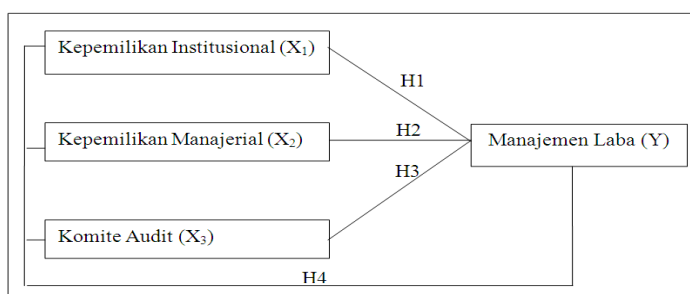 Kepemilikan Institusional (X₁)
H1
Kepemilikan Manajerial (X₂)
H2
Manajemen Laba (Y)
H3
Komite Audit (X₃)
H4